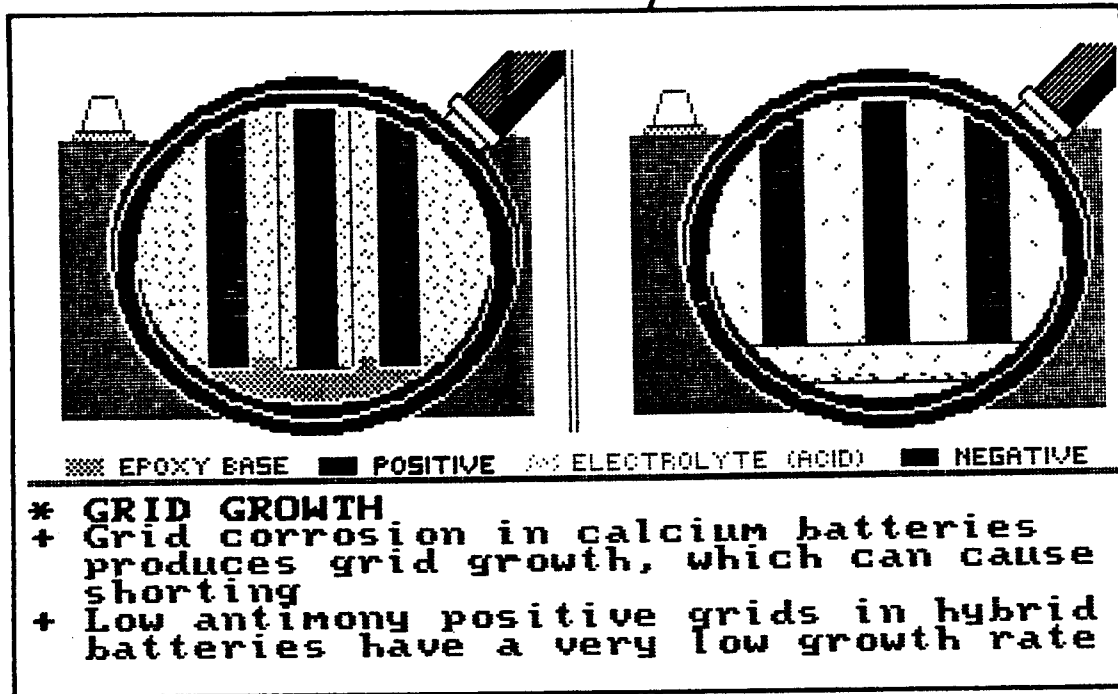 EPOXY BASE POSITIVE ELECTROLYTE (ACID) NEGATIVE
* GRID GROWTH
+ Grid corrosion in calcium batteries
produces grid growth, which can cause
shorting
+ Low antimony positive grids in hybrid
batteries have a very low growth rate